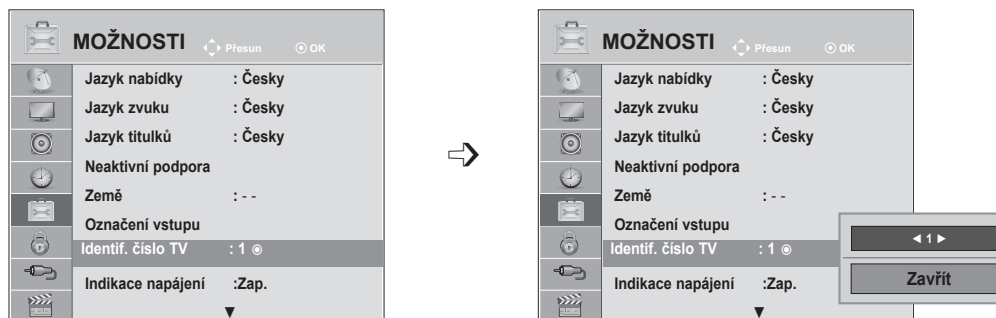 MOŽNOSTI Přesun OK
Jazyk nabídky : Česky
Jazyk zvuku : Česky
Jazyk titulků : Česky
Neaktivní podpora
Země : - -
Označení vstupu
Identif. číslo TV : 1
Indikace napájení :Zap.
MOŽNOSTI Přesun OK
Jazyk nabídky : Česky
Jazyk zvuku : Česky
Jazyk titulků : Česky
Neaktivní podpora
Země : - -
Označení vstupu
Identif. číslo TV : 1
Indikace napájení :Zap.
◄ 1 ►
Zavřít